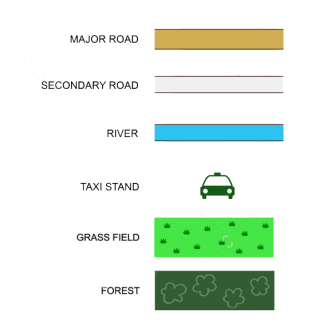 MAJOR ROAD
SECONDARY ROAD
RIVER
TAXI STAND
GRASS FIELD
FOREST